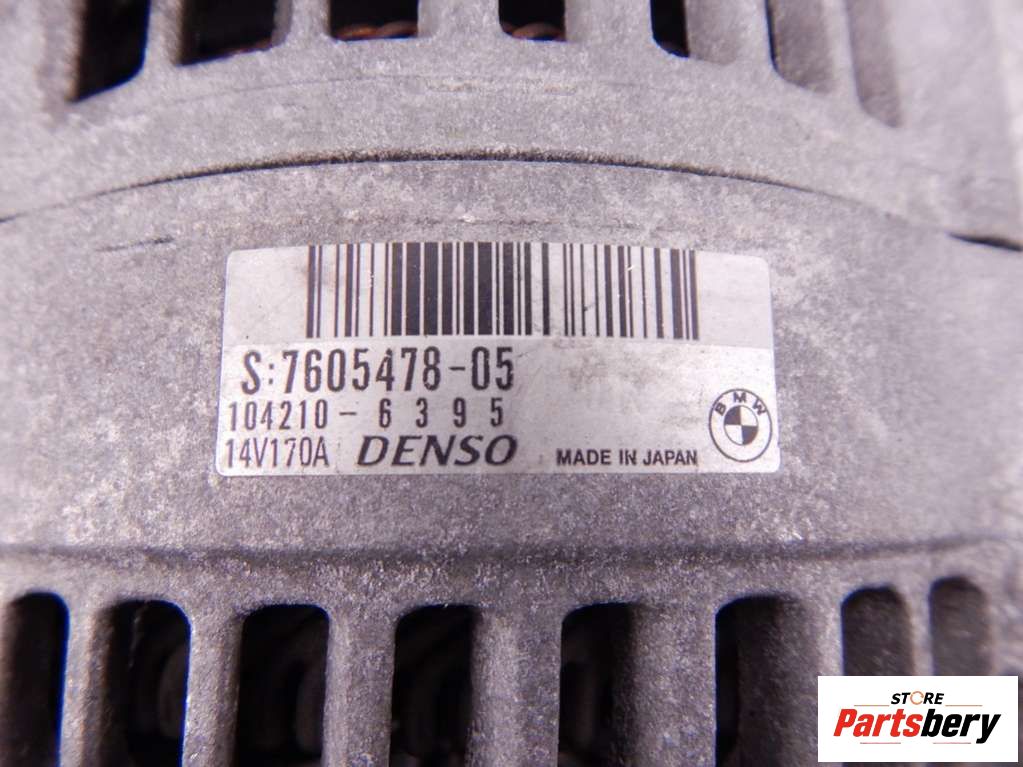 S:7605478-05
104210-6395
14V170A DENSO MADE IN JAPAN
BMW
STORE
Partsbery